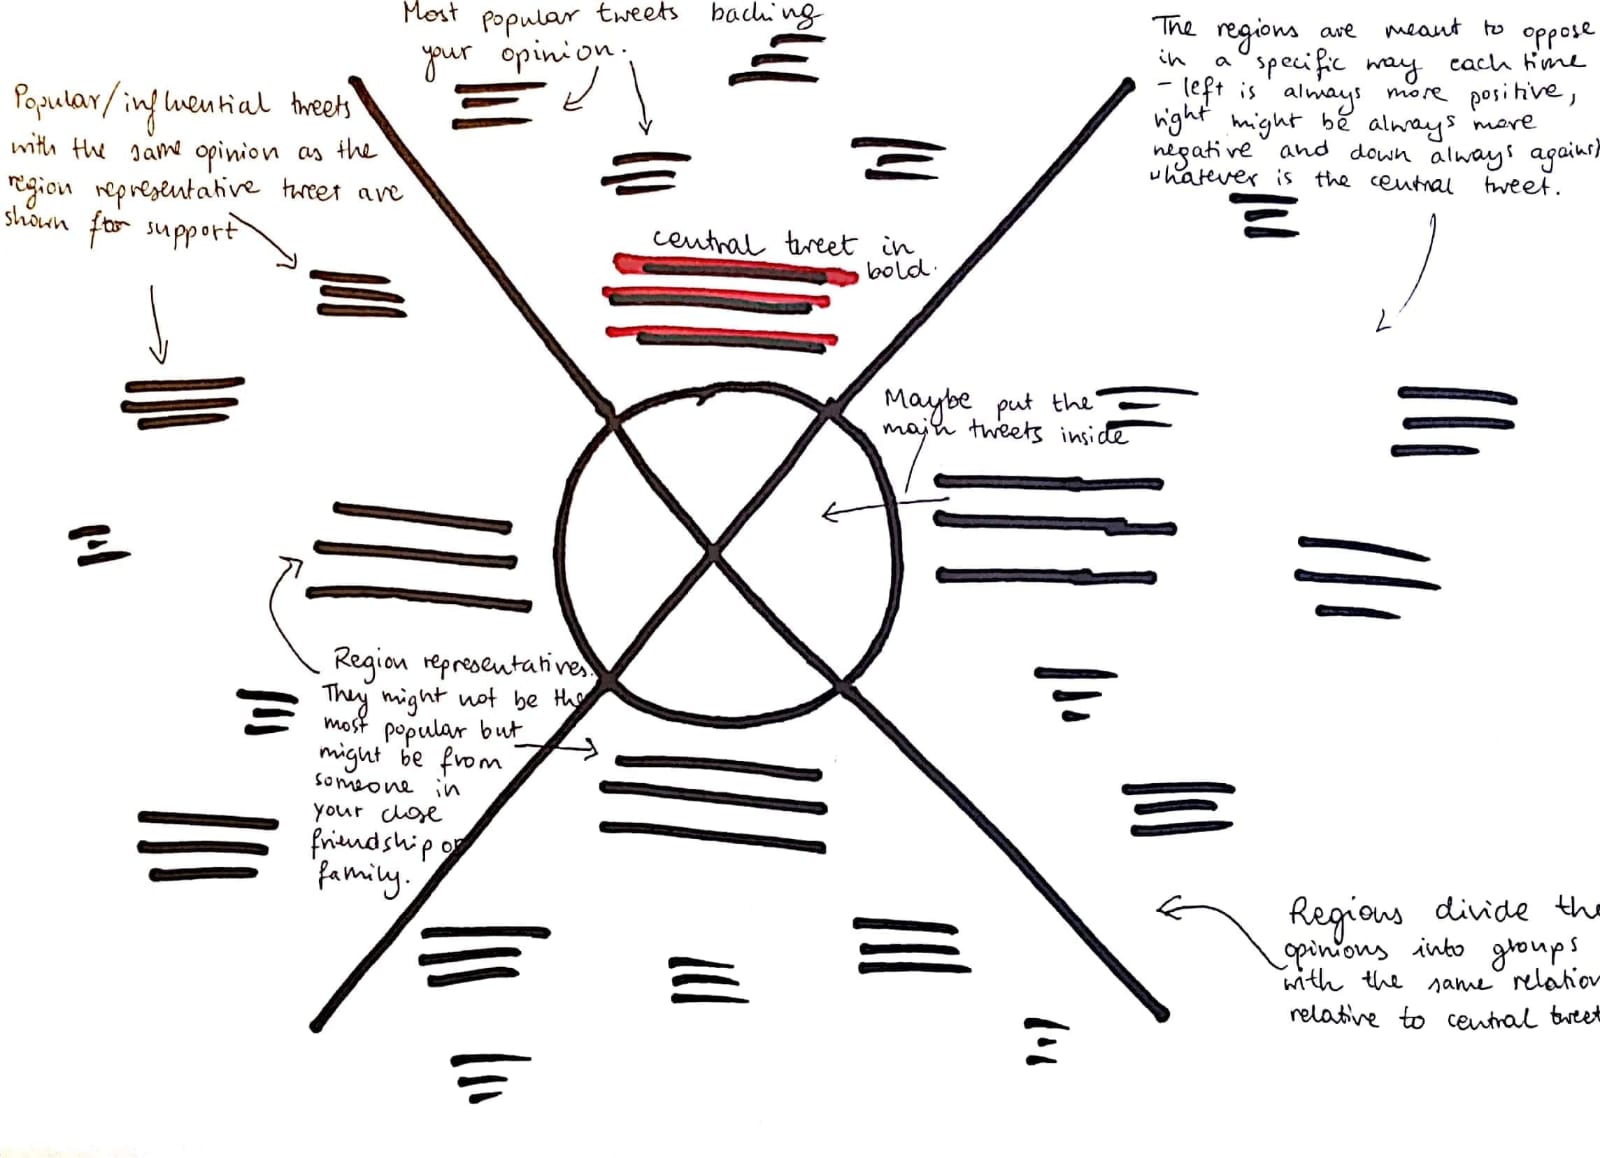 Most popular tweets backing
your opinion.
Popular/influential tweets
with the same opinion as the
region representative tweet are
shown for support
The regions are meant to oppose
in a specific way each time
- left is always more positive,
right might be always more
negative and down always against
whatever is the central tweet.
central tweet in
bold.
Maybe put the
main tweets inside
Region representatives.
They might not be the
most popular but
might be from
someone in
your close
friendship or
family.
Regions divide the
opinions into groups
with the same relation
relative to central tweet